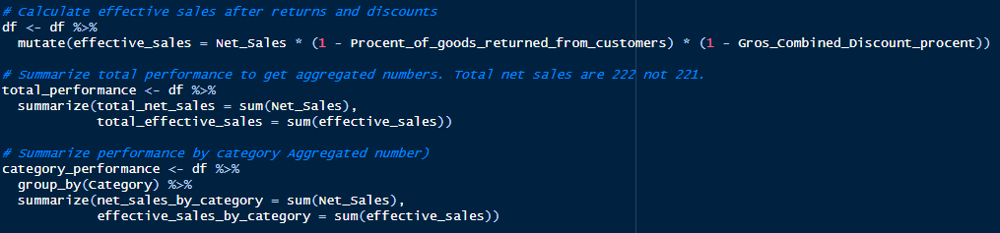 # Calculate effective sales after returns and discounts
df <- df %>%
  mutate(effective_sales = Net_Sales * (1 - Procent_of_goods_returned_from_customers) * (1 - Gros_Combined_Discount_procent))

# Summarize total performance to get aggregated numbers. Total net sales are 222 not 221.
total_performance <- df %>%
  summarize(total_net_sales = sum(Net_Sales),
            total_effective_sales = sum(effective_sales))

# Summarize performance by category Aggregated number)
category_performance <- df %>%
  group_by(Category) %>%
  summarize(net_sales_by_category = sum(Net_Sales),
            effective_sales_by_category = sum(effective_sales))